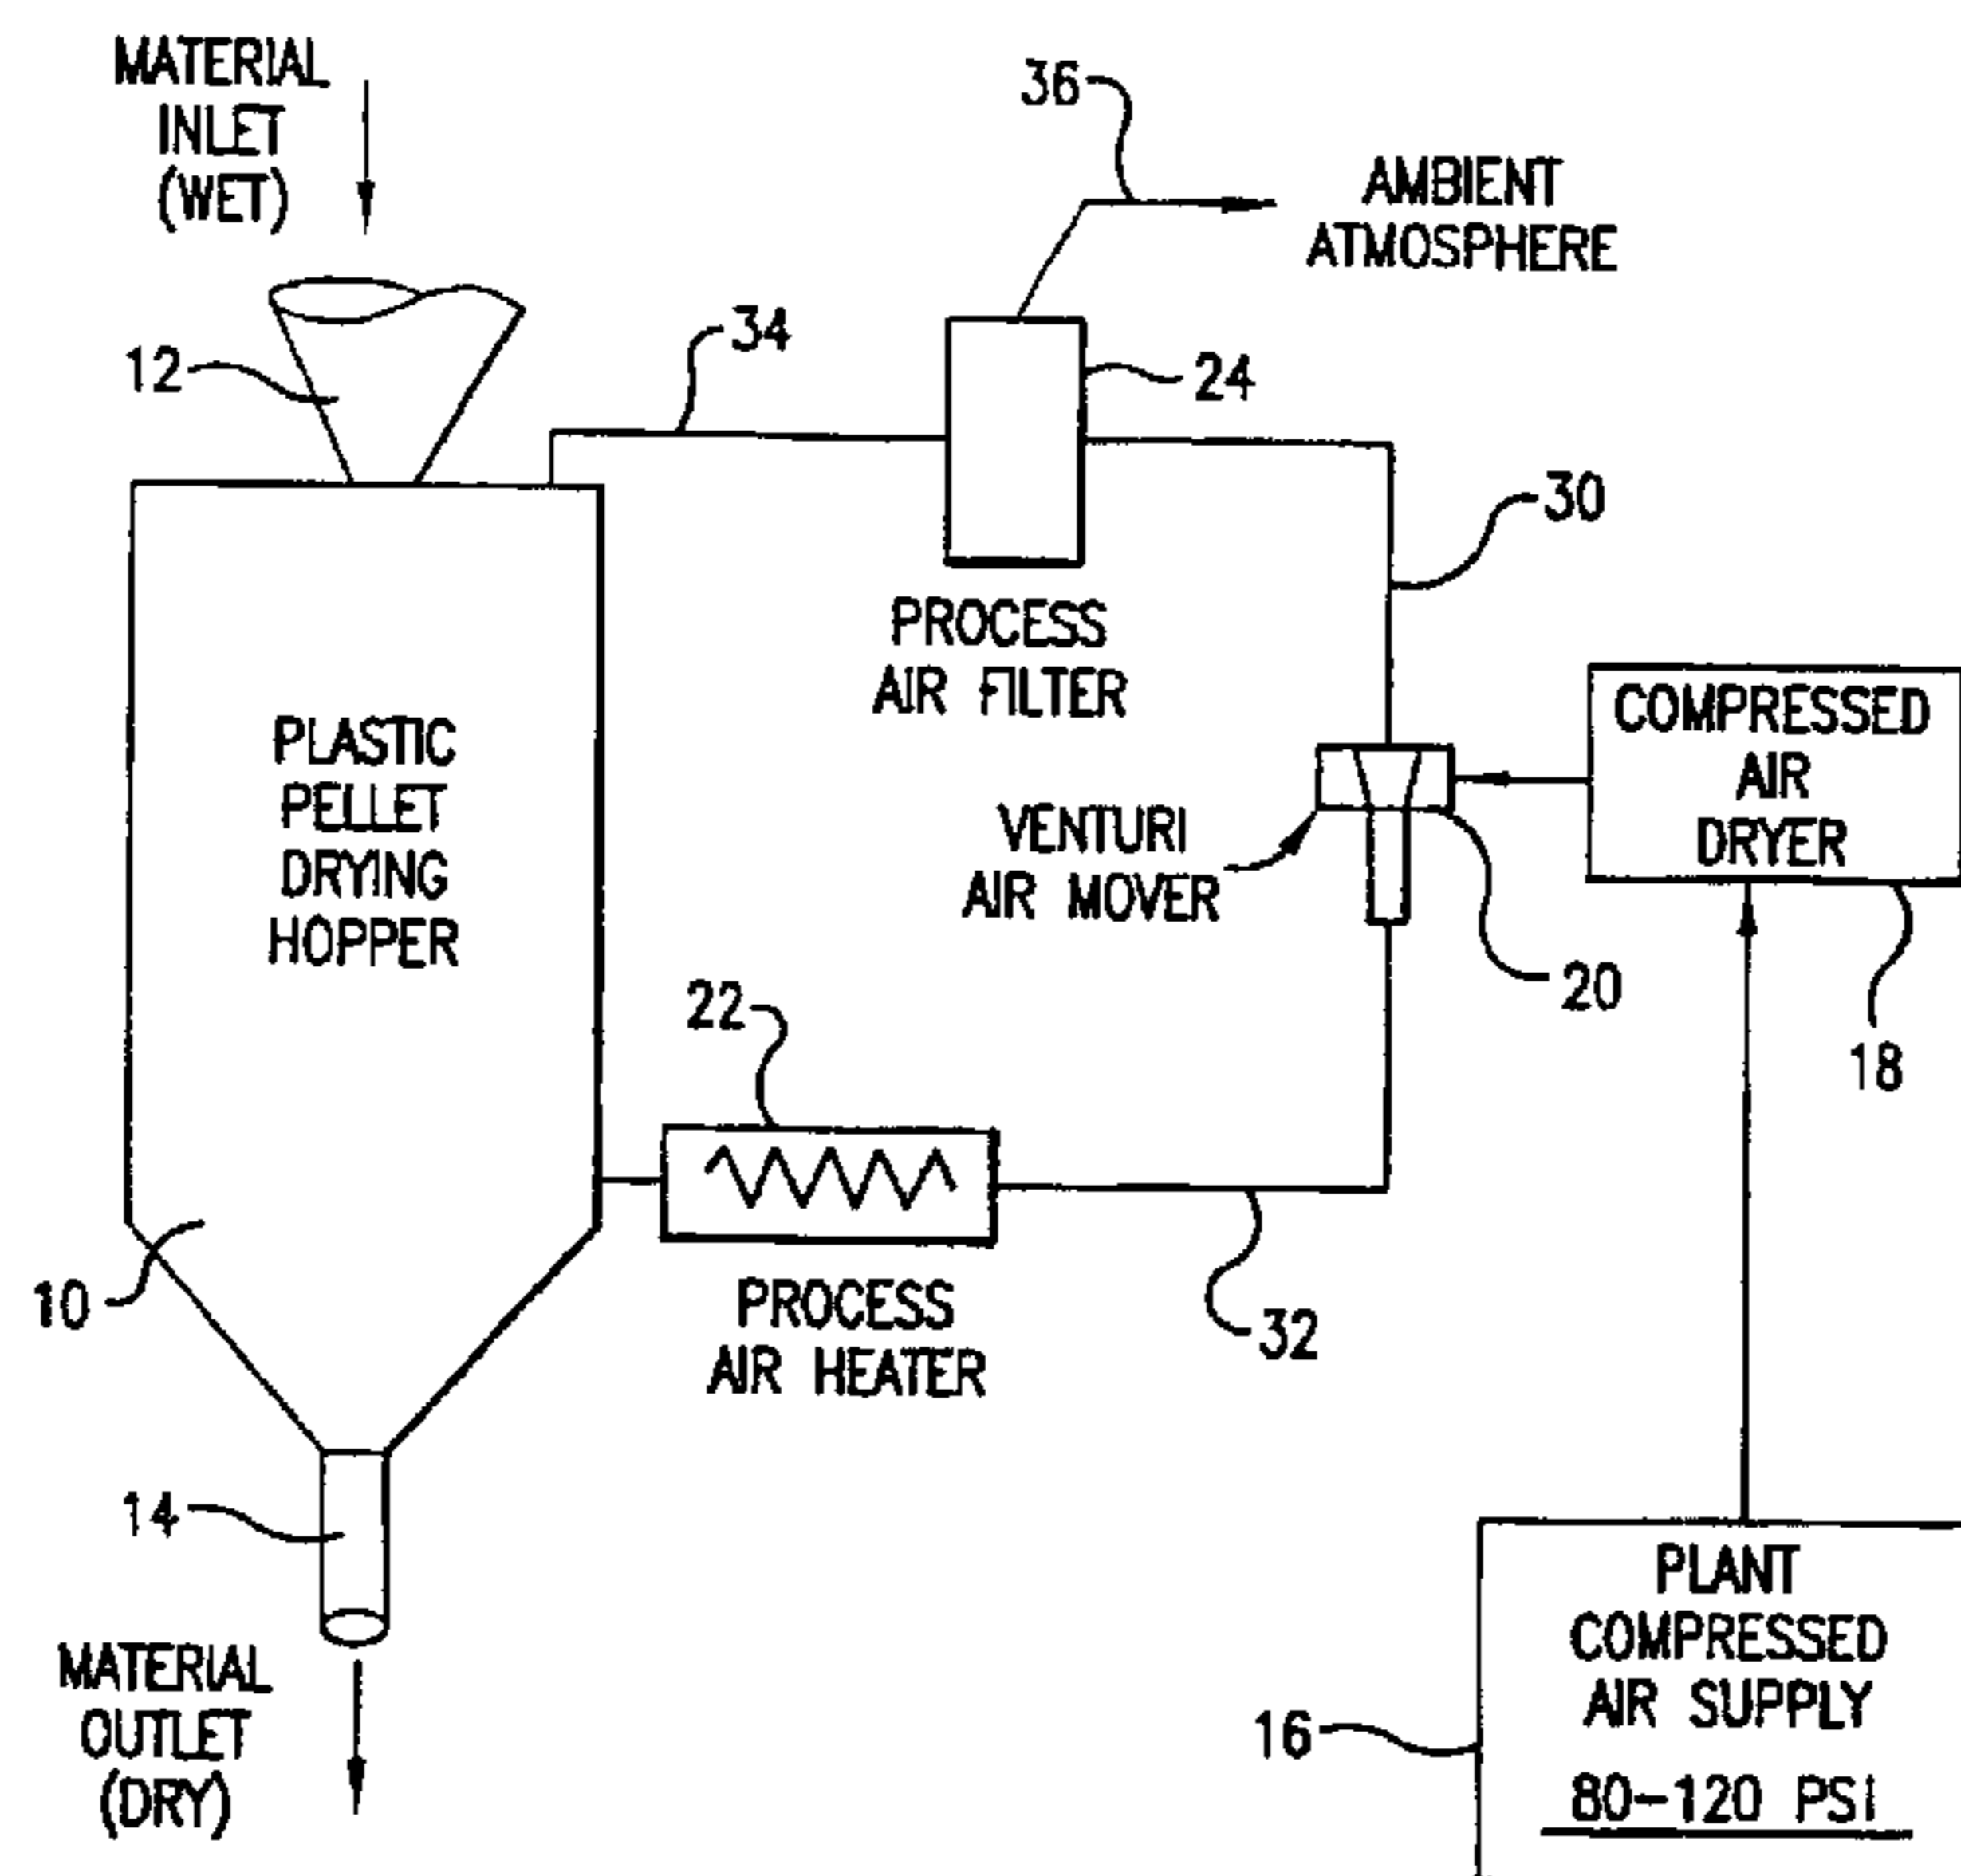 MATERIAL
INLET
(WET)
36
AMBIENT
ATMOSPHERE
12
34
24
30
PROCESS
AIR FILTER
PLASTIC
PELLET
DRYING
HOPPER
COMPRESSED
AIR
DRYER
VENTURI
AIR MOVER
20
18
22
10
PROCESS
AIR HEATER
32
14
MATERIAL
OUTLET
(DRY)
PLANT
COMPRESSED
AIR SUPPLY
80-120 PSI
16